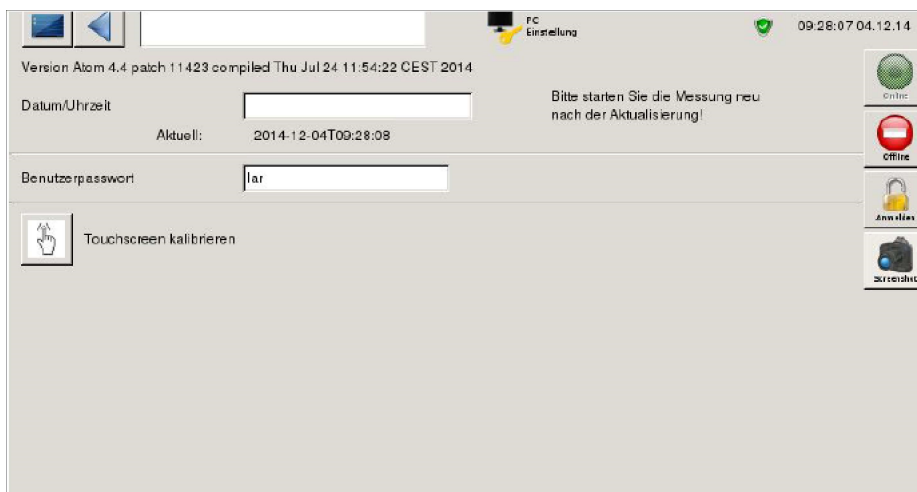 PC
Einstellung
09:28:07 04.12.14
Version Atom 4.4 patch 11423 compiled Thu Jul 24 11:54:22 CEST 2014
Online
Datum/Uhrzeit
Bitte starten Sie die Messung neu
nach der Aktualisierung!
Aktuell: 2014-12-04T09:28:08
Offline
Benutzerpasswort lar
Anmelden
Touchscreen kalibrieren
Screenshot